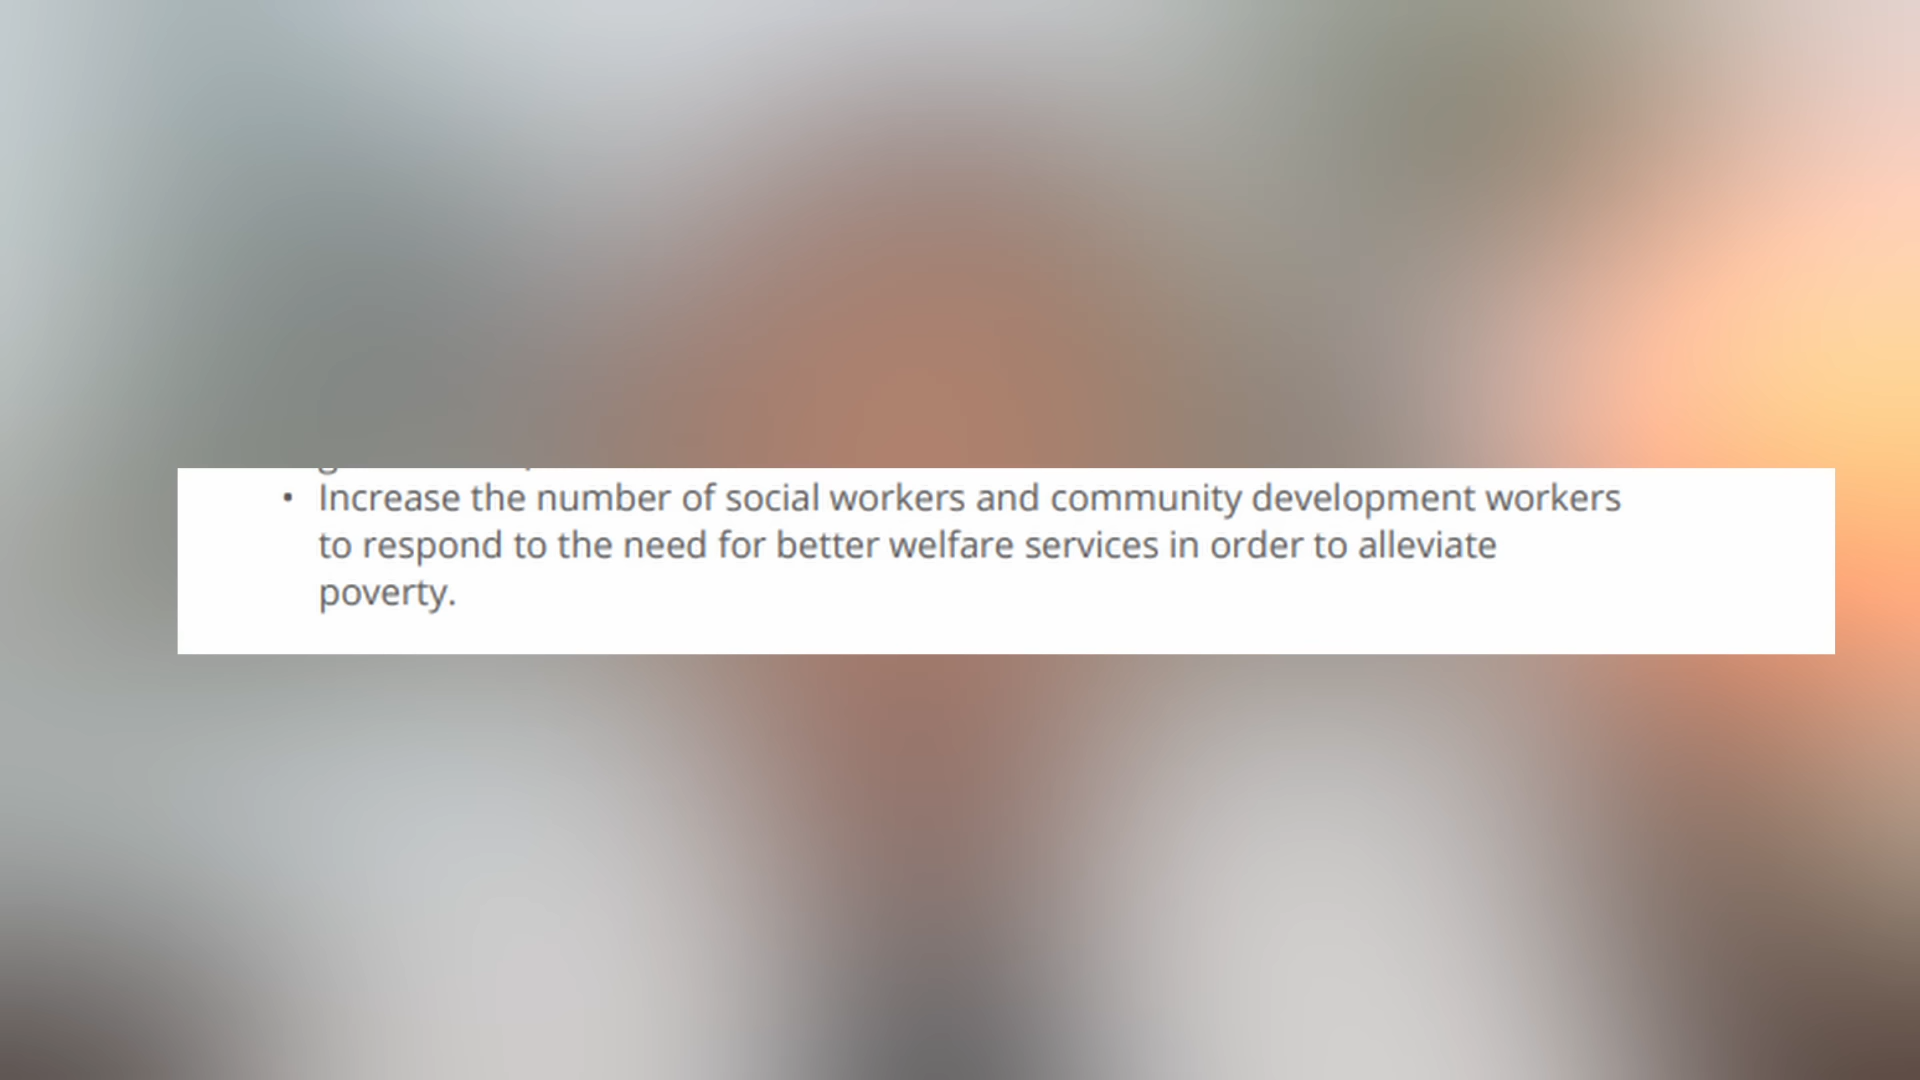 • Increase the number of social workers and community development workers
to respond to the need for better welfare services in order to alleviate
poverty.